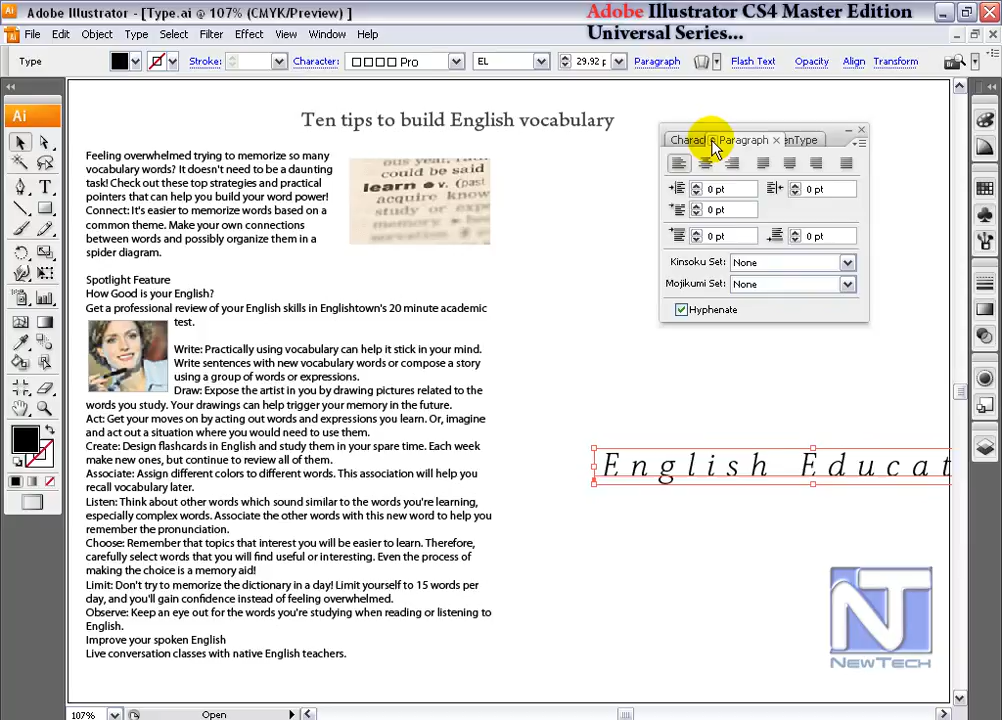 Adobe Illustrator - [Type.ai @ 107% (CMYK/Preview) ]
Adobe Illustrator CS4 Master Edition
Universal Series...
File Edit Object Type Select Filter Effect View Window Help
Type Stroke: Character: Pro EL 29.92 p Paragraph Flash Text Opacity Align Transform
Ai
Ten tips to build English vocabulary
Feeling overwhelmed trying to memorize so many
vocabulary words? It doesn't need to be a daunting
task! Check out these top strategies and practical
pointers that can help you build your word power!
Connect: It's easier to memorize words based on a
common theme. Make your own connections
between words and possibly organize them in a
spider diagram.
ous year,
could be said
learn v. (past
acquire know
study or exp
memory
Spotlight Feature
How Good is your English?
Get a professional review of your English skills in Englishtown's 20 minute academic
test.
Write: Practically using vocabulary can help it stick in your mind.
Write sentences with new vocabulary words or compose a story
using a group of words or expressions.
Draw: Expose the artist in you by drawing pictures related to the
words you study. Your drawings can help trigger your memory in the future.
Act: Get your moves on by acting out words and expressions you learn. Or, imagine
and act out a situation where you would need to use them.
Create: Design flashcards in English and study them in your spare time. Each week
make new ones, but continue to review all of them.
Associate: Assign different colors to different words. This association will help you
recall vocabulary later.
Listen: Think about other words which sound similar to the words you're learning,
especially complex words. Associate the other words with this new word to help you
remember the pronunciation.
Choose: Remember that topics that interest you will be easier to learn. Therefore,
carefully select words that you will find useful or interesting. Even the process of
making the choice is a memory aid!
Limit: Don't try to memorize the dictionary in a day! Limit yourself to 15 words per
day, and you'll gain confidence instead of feeling overwhelmed.
Observe: Keep an eye out for the words you're studying when reading or listening to
English.
Improve your spoken English
Live conversation classes with native English teachers.
Charac Paragraph enType
0 pt 0 pt
0 pt
0 pt 0 pt
Kinsoku Set: None
Mojikumi Set: None
Hyphenate
English Educat
NT
NewTech
107% Open